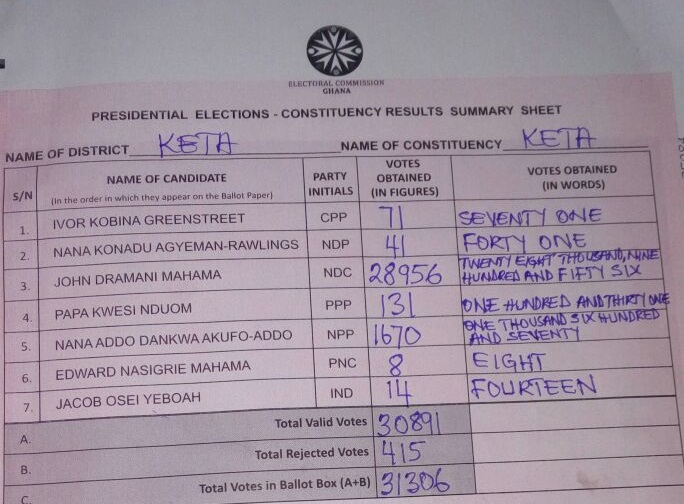 ELECTORAL COMMISSION
GHANA
PRESIDENTIAL ELECTIONS - CONSTITUENCY RESULTS SUMMARY SHEET
NAME OF DISTRICT KETA NAME OF CONSTITUENCY KETA
S/N NAME OF CANDIDATE (In the order in which they appear on the Ballot Paper) PARTY INITIALS VOTES OBTAINED (IN FIGURES) VOTES OBTAINED (IN WORDS)
1. IVOR KOBINA GREENSTREET CPP 71 SEVENTY ONE
2. NANA KONADU AGYEMAN-RAWLINGS NDP 41 FORTY ONE
3. JOHN DRAMANI MAHAMA NDC 28956 TWENTY EIGHT THOUSAND, NINE HUNDRED AND FIFTY SIX
4. PAPA KWESI NDUOM PPP 131 ONE HUNDRED AND THIRTY ONE
5. NANA ADDO DANKWA AKUFO-ADDO NPP 1670 ONE THOUSAND SIX HUNDRED AND SEVENTY
6. EDWARD NASIGRIE MAHAMA PNC 8 EIGHT
7. JACOB OSEI YEBOAH IND 14 FOURTEEN
A. Total Valid Votes 30891
B. Total Rejected Votes 415
C. Total Votes in Ballot Box (A+B) 31306